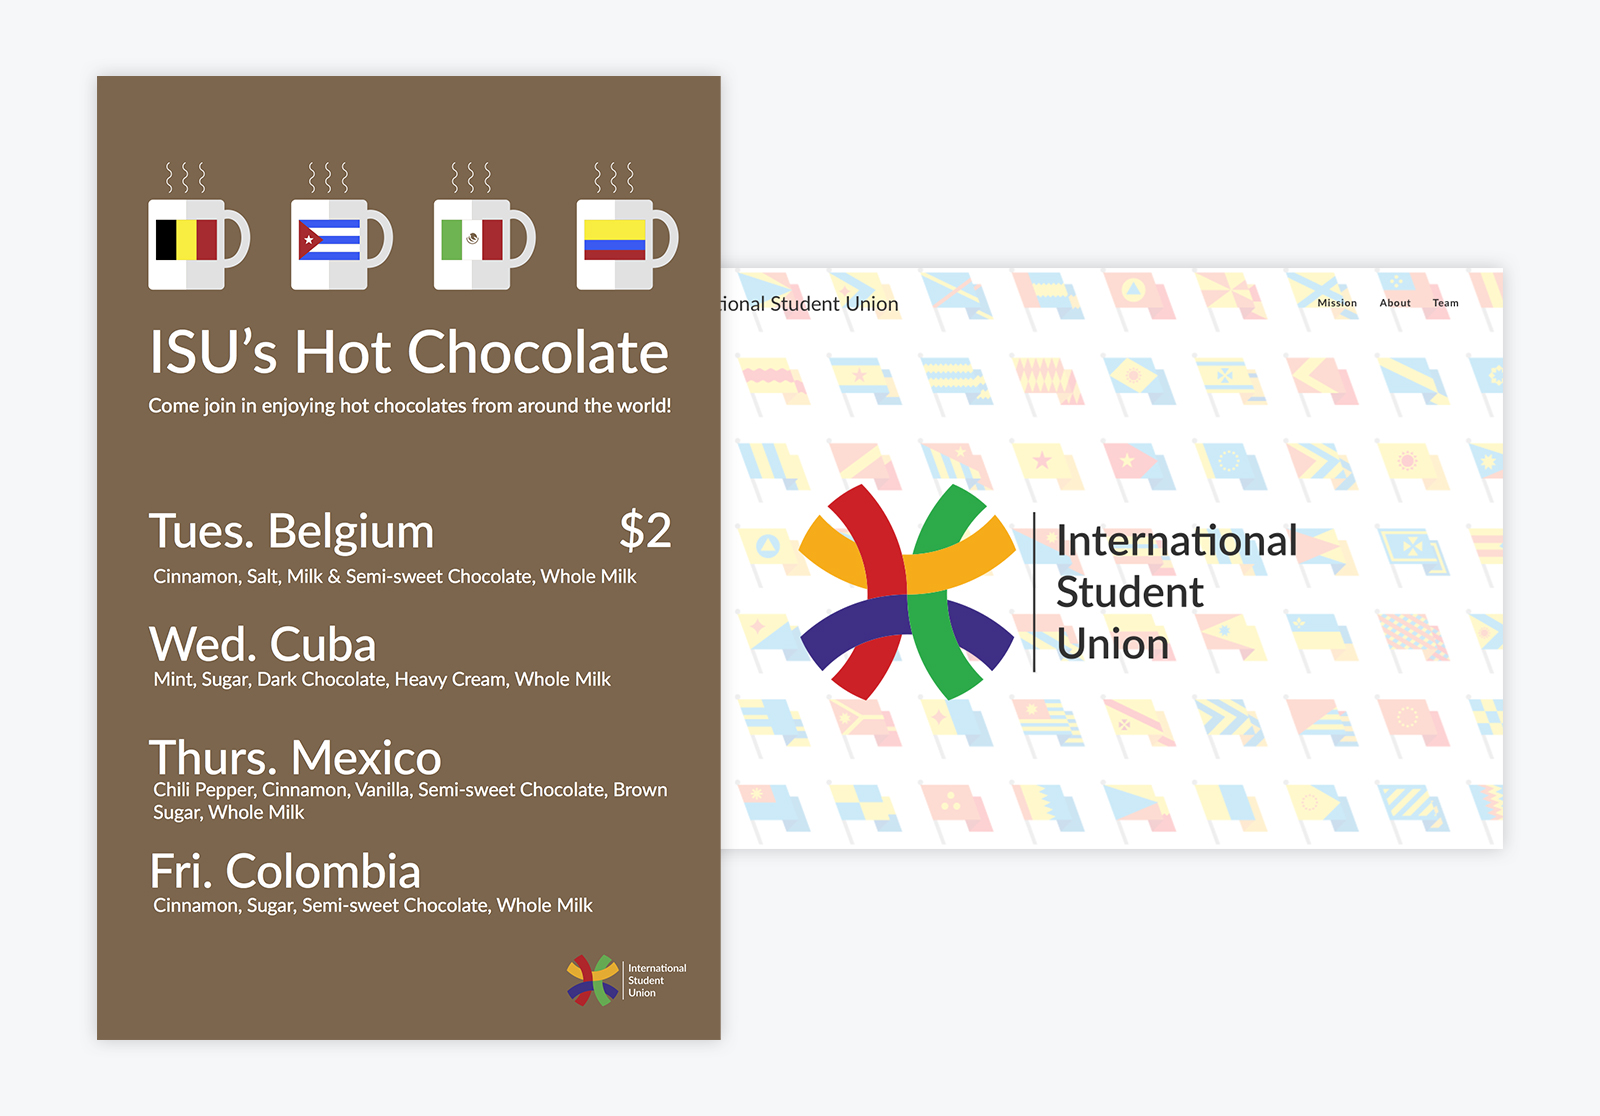 ISU’s Hot Chocolate
Come join in enjoying hot chocolates from around the world!
Tues. Belgium $2
Cinnamon, Salt, Milk & Semi-sweet Chocolate, Whole Milk
Wed. Cuba
Mint, Sugar, Dark Chocolate, Heavy Cream, Whole Milk
Thurs. Mexico
Chili Pepper, Cinnamon, Vanilla, Semi-sweet Chocolate, Brown
Sugar, Whole Milk
Fri. Colombia
Cinnamon, Sugar, Semi-sweet Chocolate, Whole Milk
International
Student
Union
tional Student Union
Mission About Team
International
Student
Union